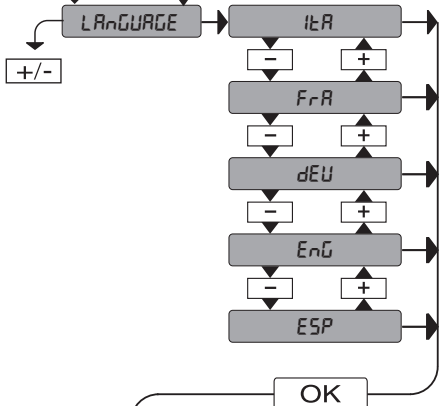 LAnGUAGE ItA
- +
+/-
FrA
- +
dEU
- +
EnG
- +
ESP
OK